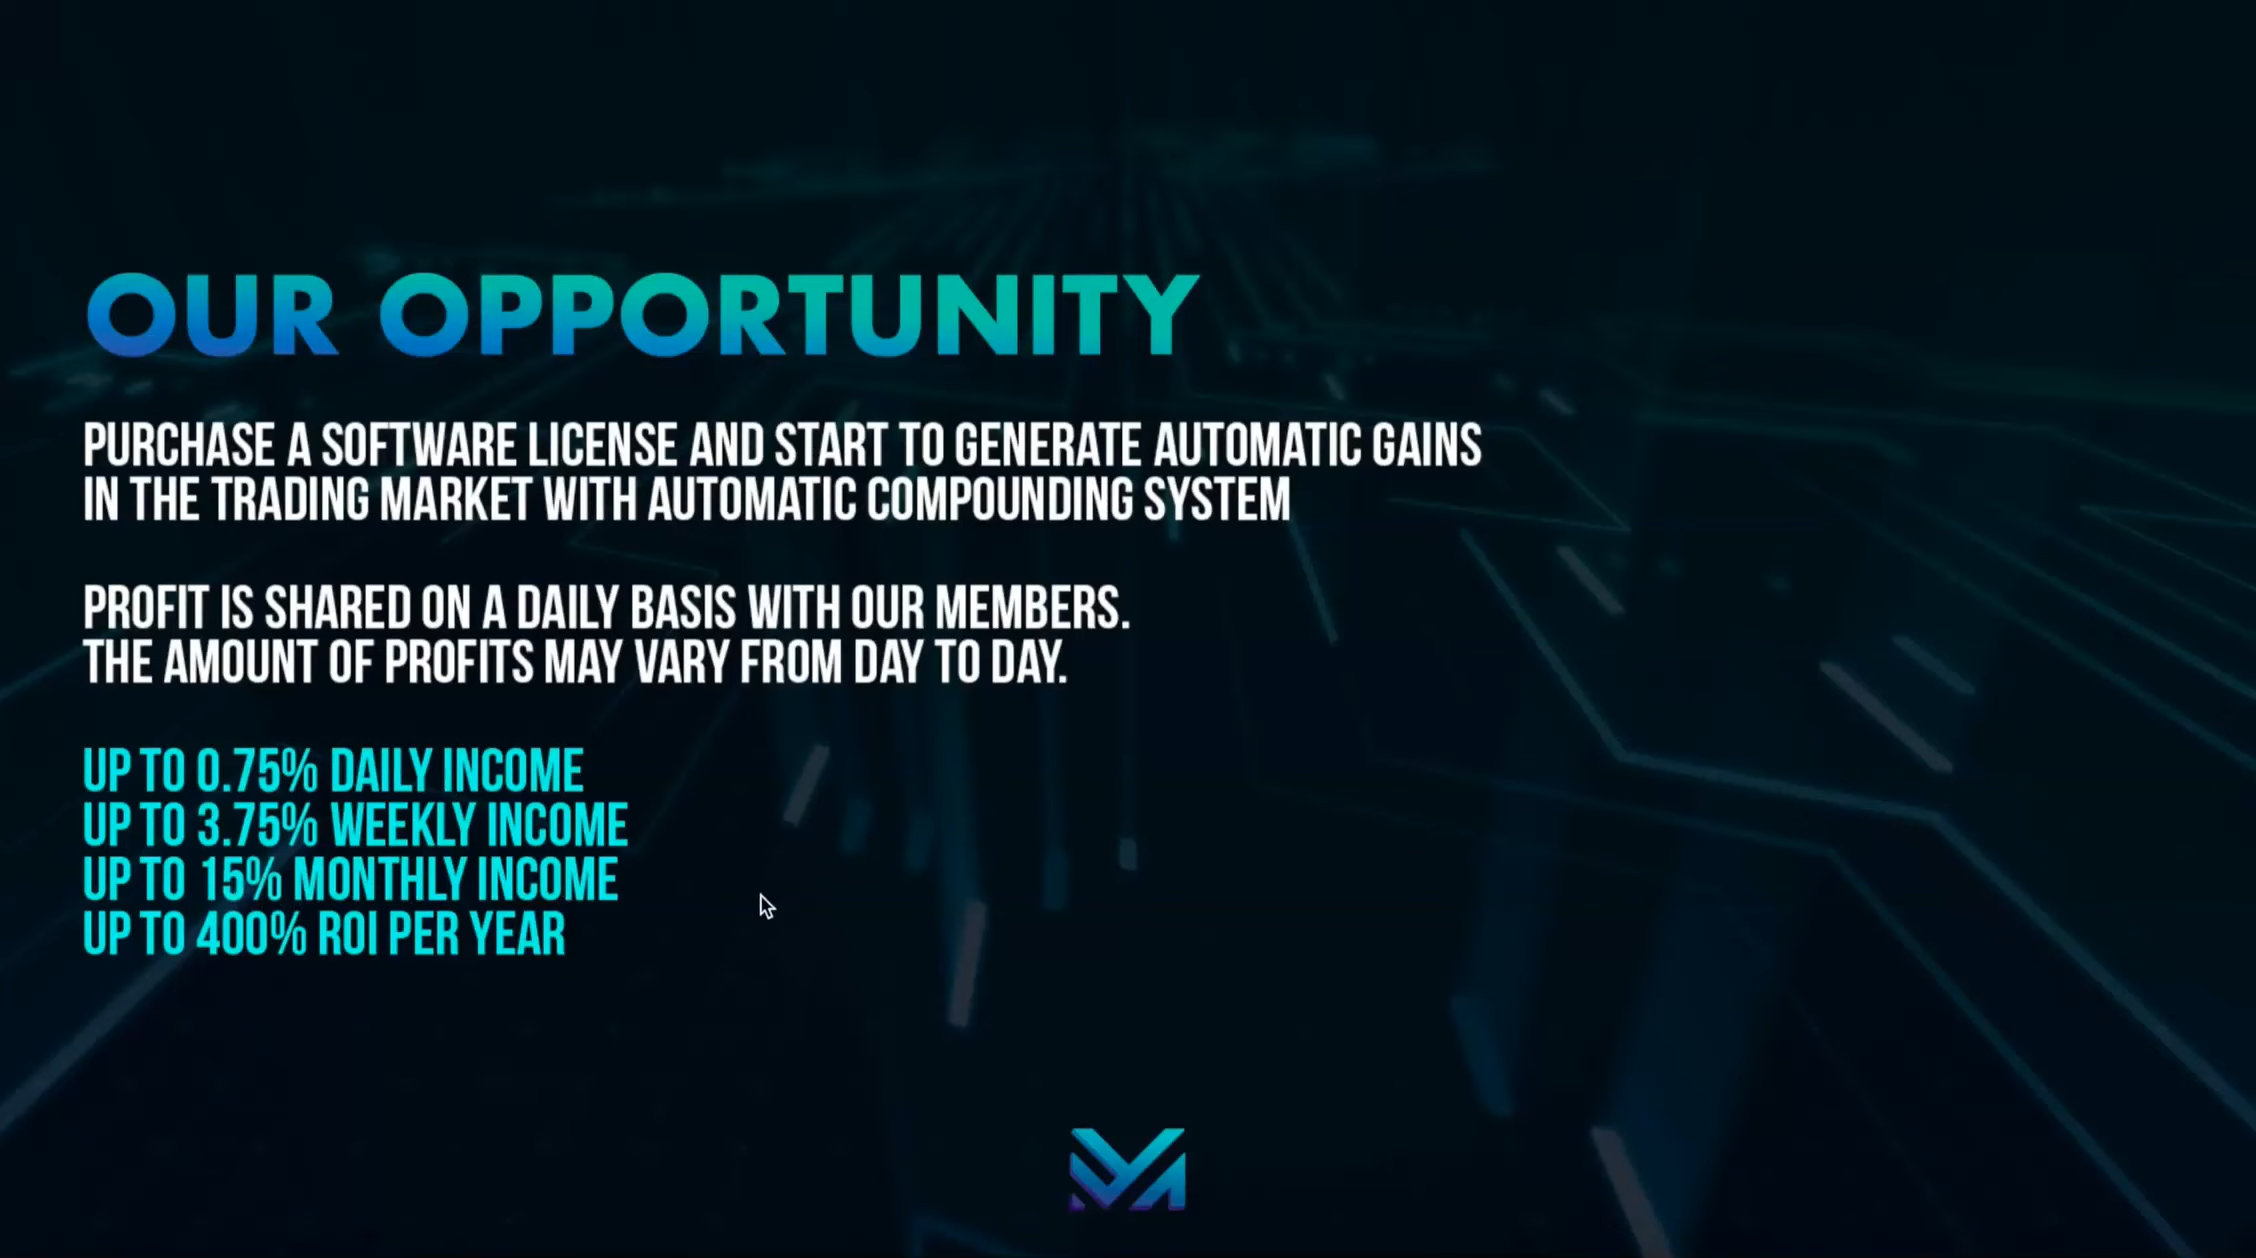 OUR OPPORTUNITY
PURCHASE A SOFTWARE LICENSE AND START TO GENERATE AUTOMATIC GAINS
IN THE TRADING MARKET WITH AUTOMATIC COMPOUNDING SYSTEM
PROFIT IS SHARED ON A DAILY BASIS WITH OUR MEMBERS.
THE AMOUNT OF PROFITS MAY VARY FROM DAY TO DAY.
UP TO 0.75% DAILY INCOME
UP TO 3.75% WEEKLY INCOME
UP TO 15% MONTHLY INCOME
UP TO 400% ROI PER YEAR